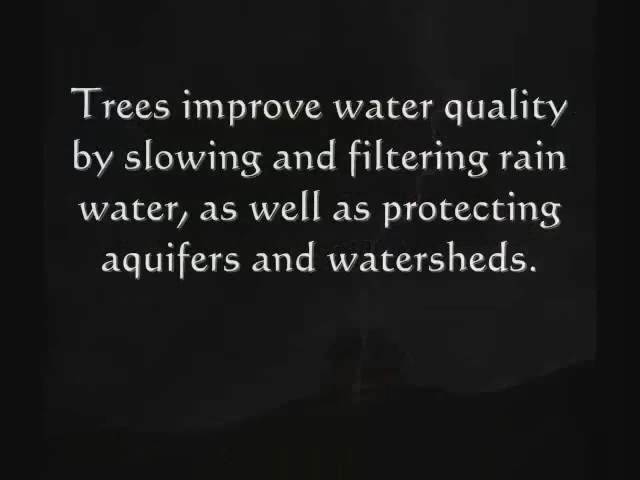 Trees improve water quality
by slowing and filtering rain
water, as well as protecting
aquifers and watersheds.